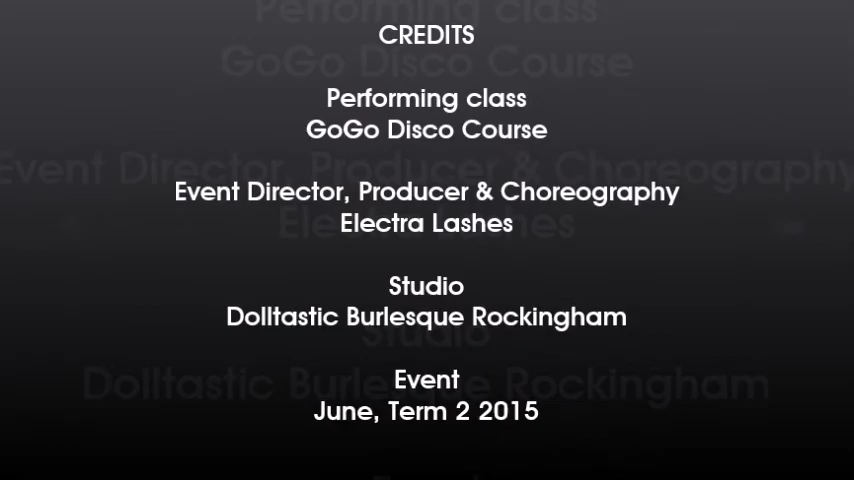 CREDITS
Performing class
GoGo Disco Course
Event Director, Producer & Choreography
Electra Lashes
Studio
Dolltastic Burlesque Rockingham
Event
June, Term 2 2015